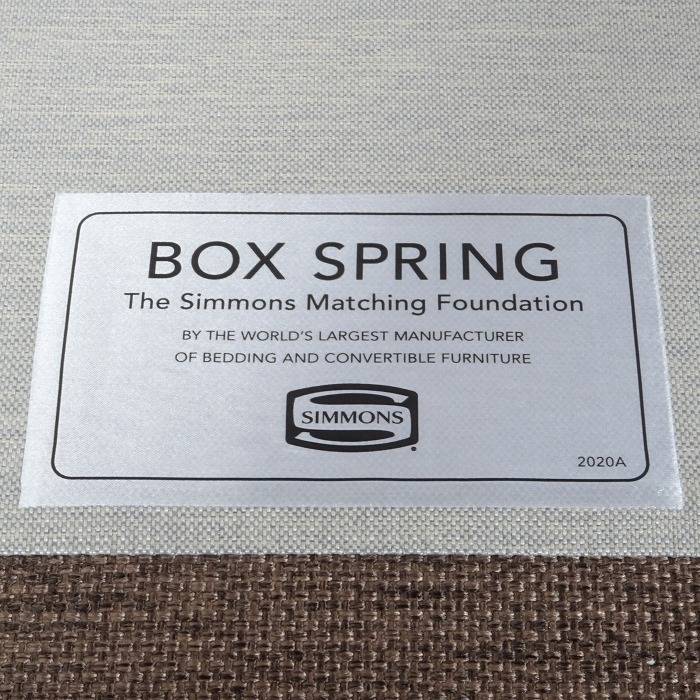 BOX SPRING
The Simmons Matching Foundation
BY THE WORLD'S LARGEST MANUFACTURER
OF BEDDING AND CONVERTIBLE FURNITURE
SIMMONS
2020A